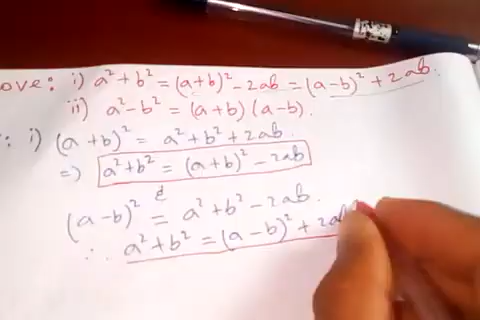 ove: i) a² + b² = (a+b)² - 2ab = (a-b)² + 2ab.
ii) a² - b² = (a+b) (a-b).
: i) (a + b)² = a² + b² + 2ab.
=) a² + b² = (a+b)² - 2ab
&
(a-b)² = a² + b² - 2ab.
∴ a² + b² = (a-b)² + 2ab